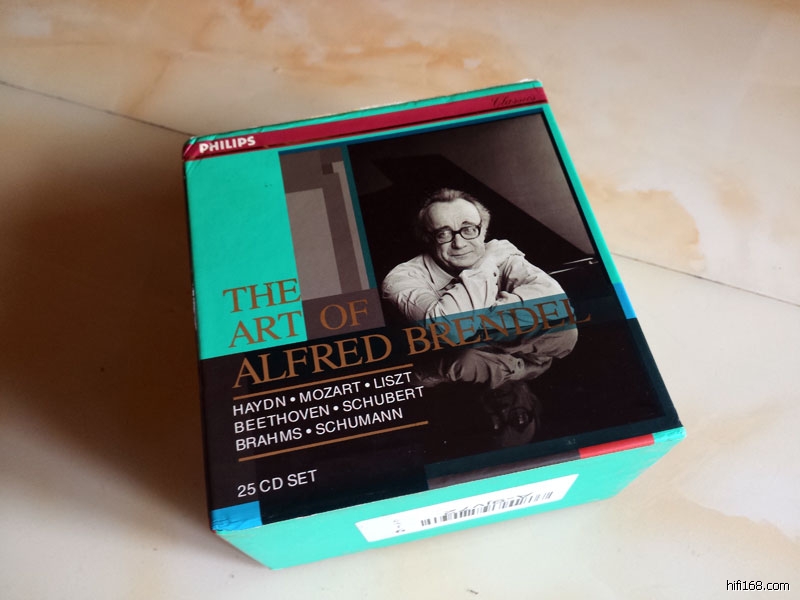 PHILIPS
Classics
THE
ART OF
ALFRED BRENDEL
HAYDN • MOZART • LISZT
BEETHOVEN • SCHUBERT
BRAHMS • SCHUMANN
25 CD SET
hifi168.com